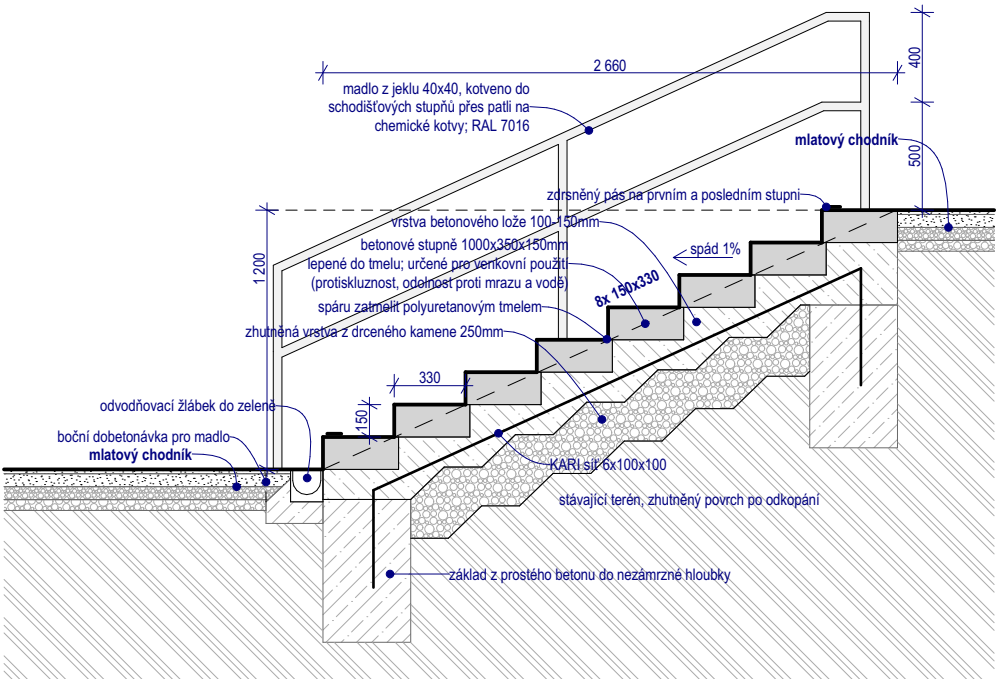 2 660
400
madlo z jeklu 40x40, kotveno do
schodišťových stupňů přes patli na
chemické kotvy; RAL 7016
mlatový chodník
500
zdrsněný pás na prvním a posledním stupni
vrstva betonového lože 100-150mm
betonové stupně 1000x350x150mm
lepené do tmelu; určené pro venkovní použití
(protiskluznost, odolnost proti mrazu a vodě)
spád 1%
1 200
8x 150x330
spáru zatmelit polyuretanovým tmelem
zhutněná vrstva z drceného kamene 250mm
330
150
odvodňovací žlábek do zeleně
boční dobetonávka pro madlo
mlatový chodník
KARI síť 6x100x100
stávající terén, zhutněný povrch po odkopání
základ z prostého betonu do nezámrzné hloubky